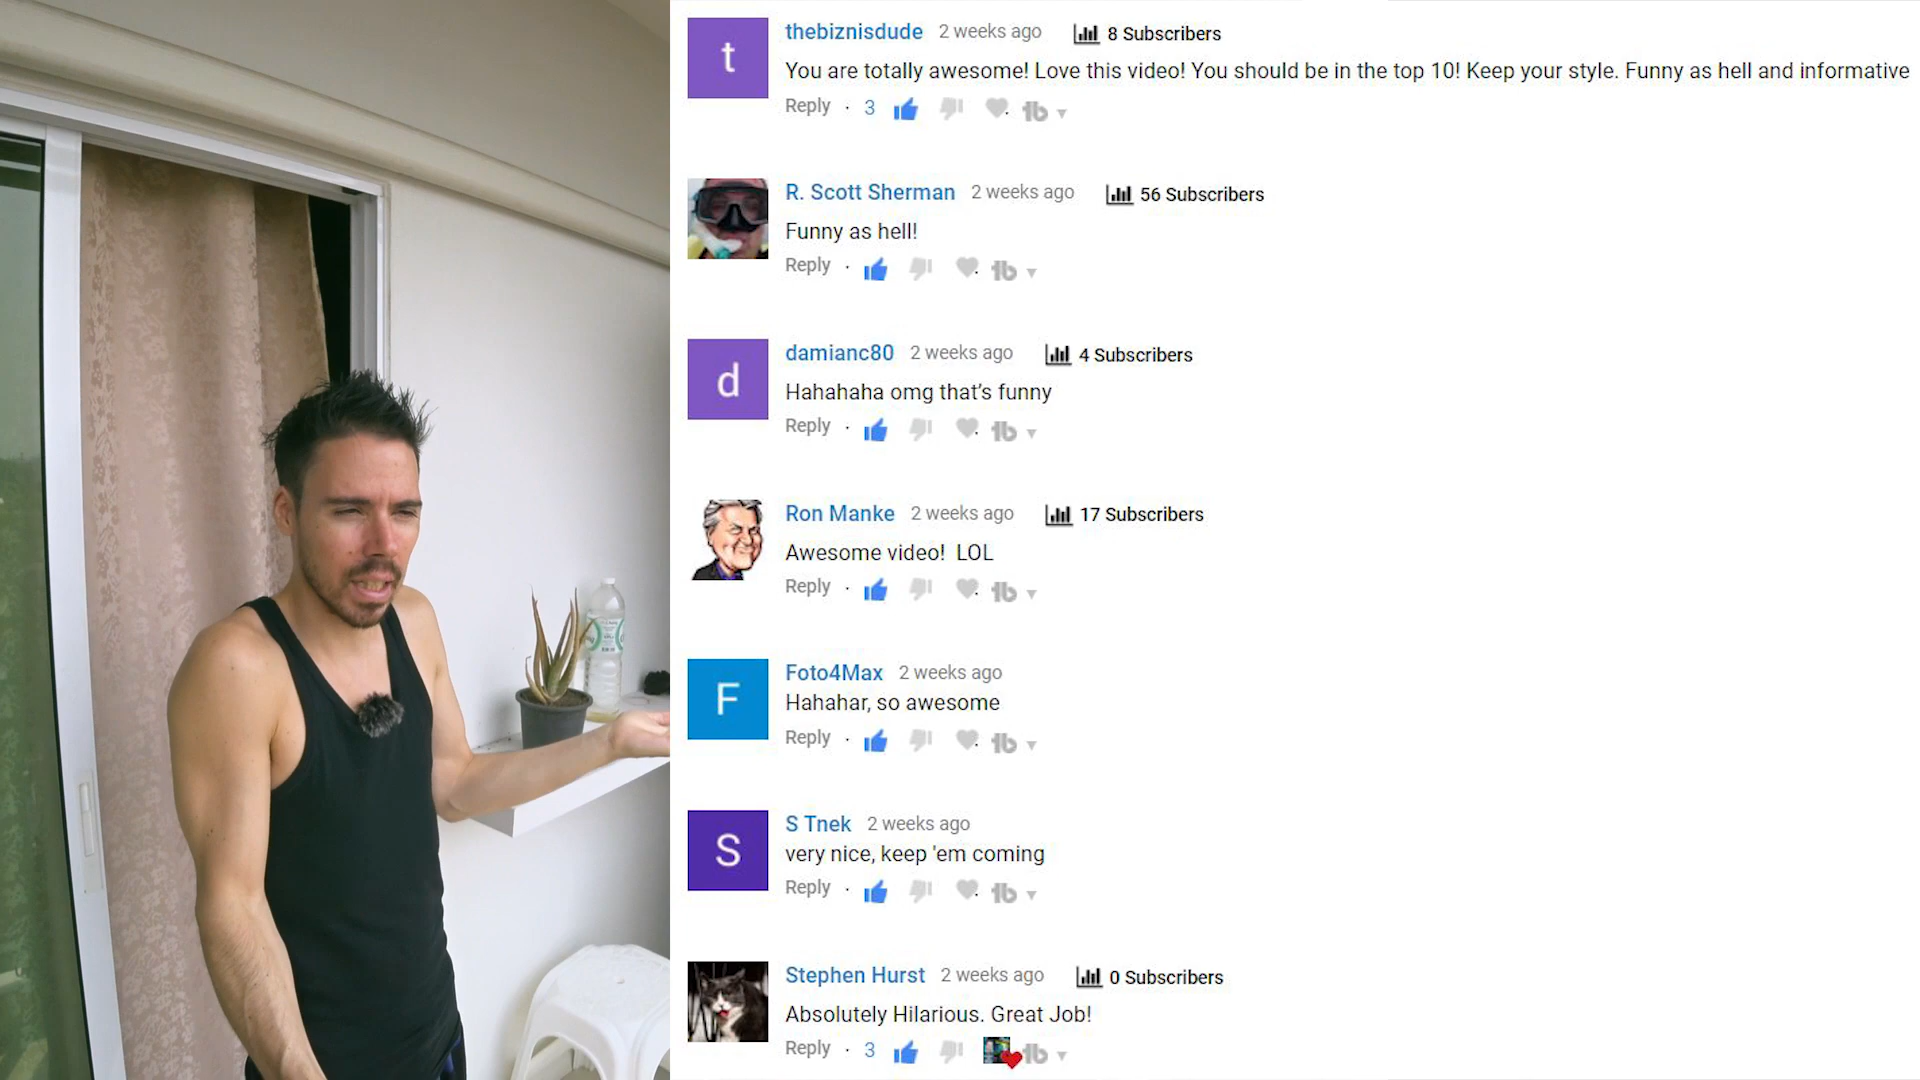 t
thebiznisdude 2 weeks ago 8 Subscribers
You are totally awesome! Love this video! You should be in the top 10! Keep your style. Funny as hell and informative
Reply · 3
R. Scott Sherman 2 weeks ago 56 Subscribers
Funny as hell!
Reply ·
d
damianc80 2 weeks ago 4 Subscribers
Hahahaha omg that's funny
Reply ·
Ron Manke 2 weeks ago 17 Subscribers
Awesome video! LOL
Reply ·
F
Foto4Max 2 weeks ago
Hahahar, so awesome
Reply ·
S
S Tnek 2 weeks ago
very nice, keep 'em coming
Reply ·
Stephen Hurst 2 weeks ago 0 Subscribers
Absolutely Hilarious. Great Job!
Reply · 3